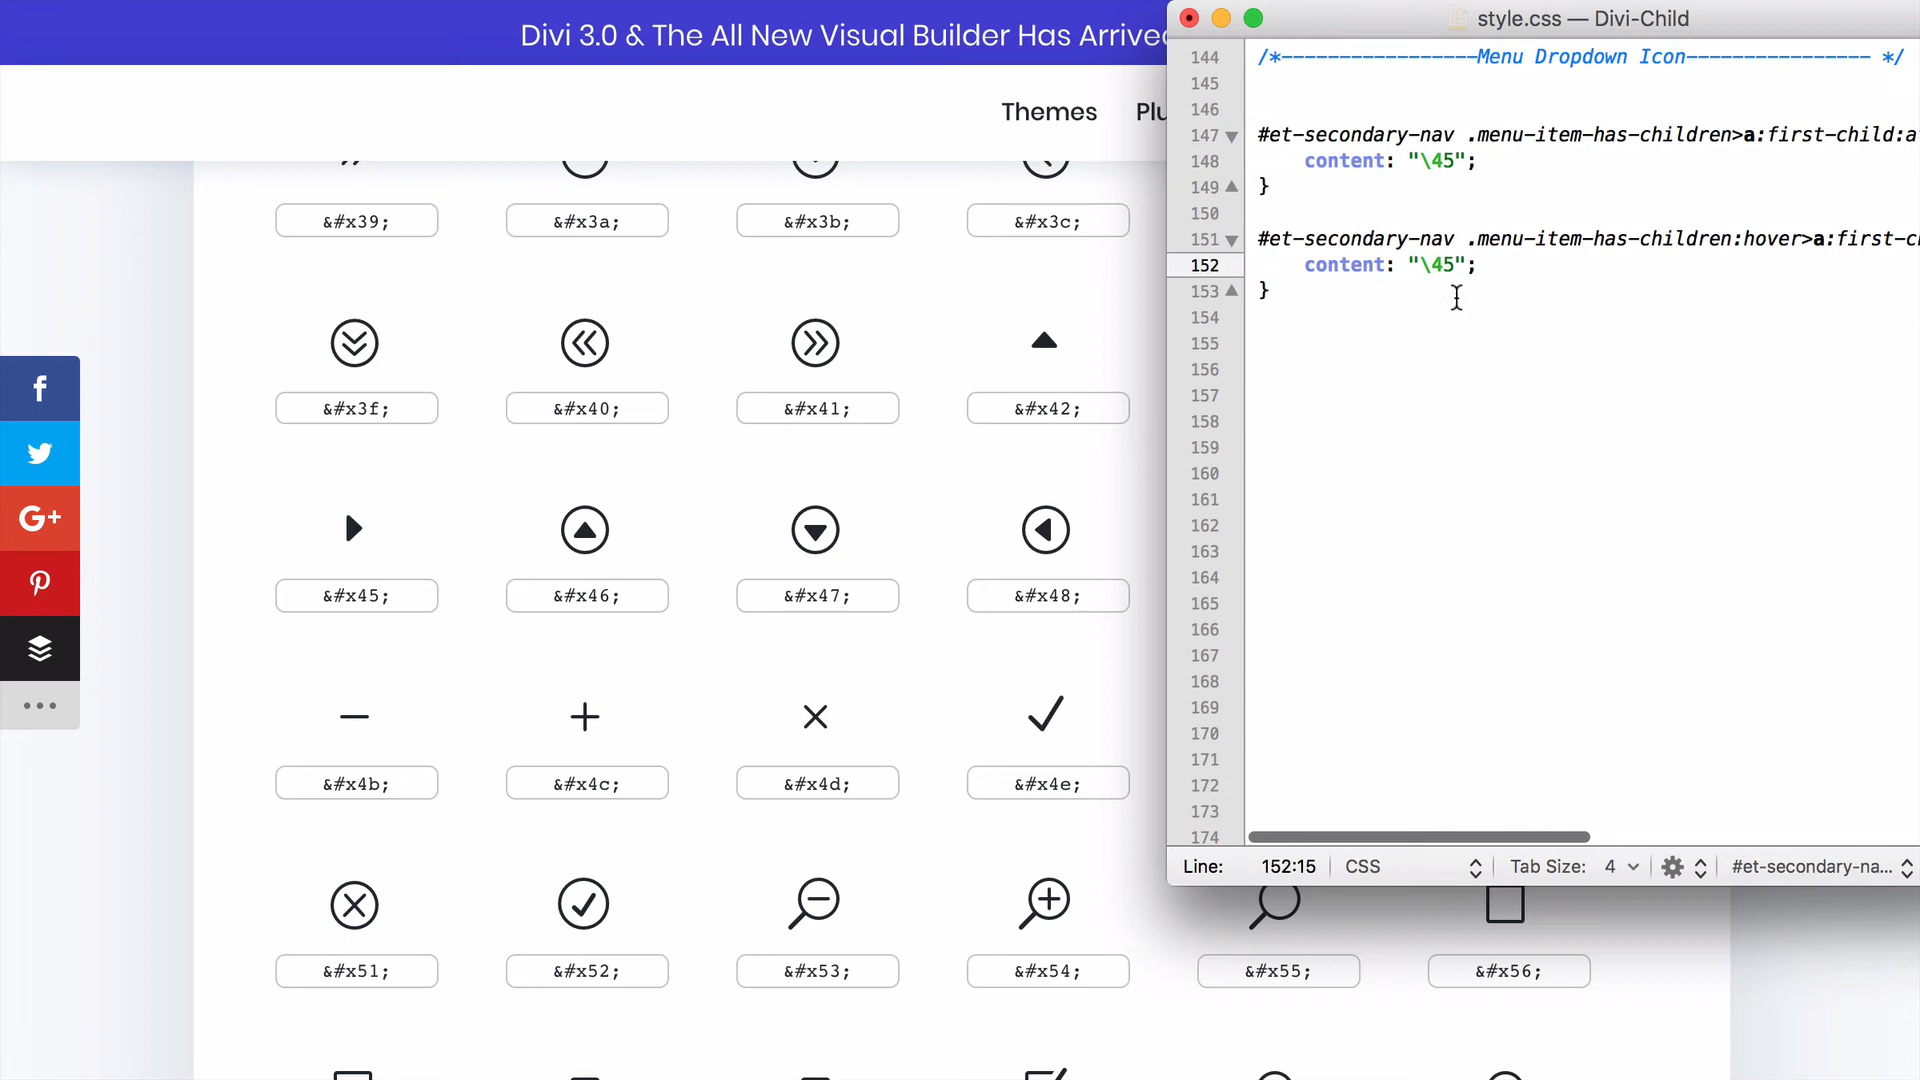 Divi 3.0 & The All New Visual Builder Has Arrived
Themes
&#x39; &#x3a; &#x3b; &#x3c;
&#x3f; &#x40; &#x41; &#x42;
&#x45; &#x46; &#x47; &#x48;
&#x4b; &#x4c; &#x4d; &#x4e;
&#x51; &#x52; &#x53; &#x54; &#x55; &#x56;
f
G+
style.css — Divi-Child
144 /*-----------------Menu Dropdown Icon---------------- */
145
146
147 #et-secondary-nav .menu-item-has-children>a:first-child:a
148 content: "\45";
149 }
150
151 #et-secondary-nav .menu-item-has-children:hover>a:first-c
152 content: "\45";
153 }
154
155
156
157
158
159
160
161
162
163
164
165
166
167
168
169
170
171
172
173
174
Line: 152:15 CSS Tab Size: 4 #et-secondary-na...